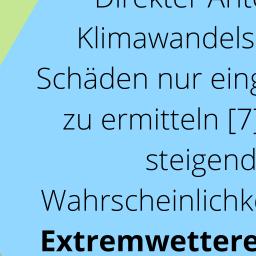 Direkter Ant
Klimawandels
Schäden nur eing
zu ermitteln [7]
steigend
Wahrscheinlichke
Extremwettere